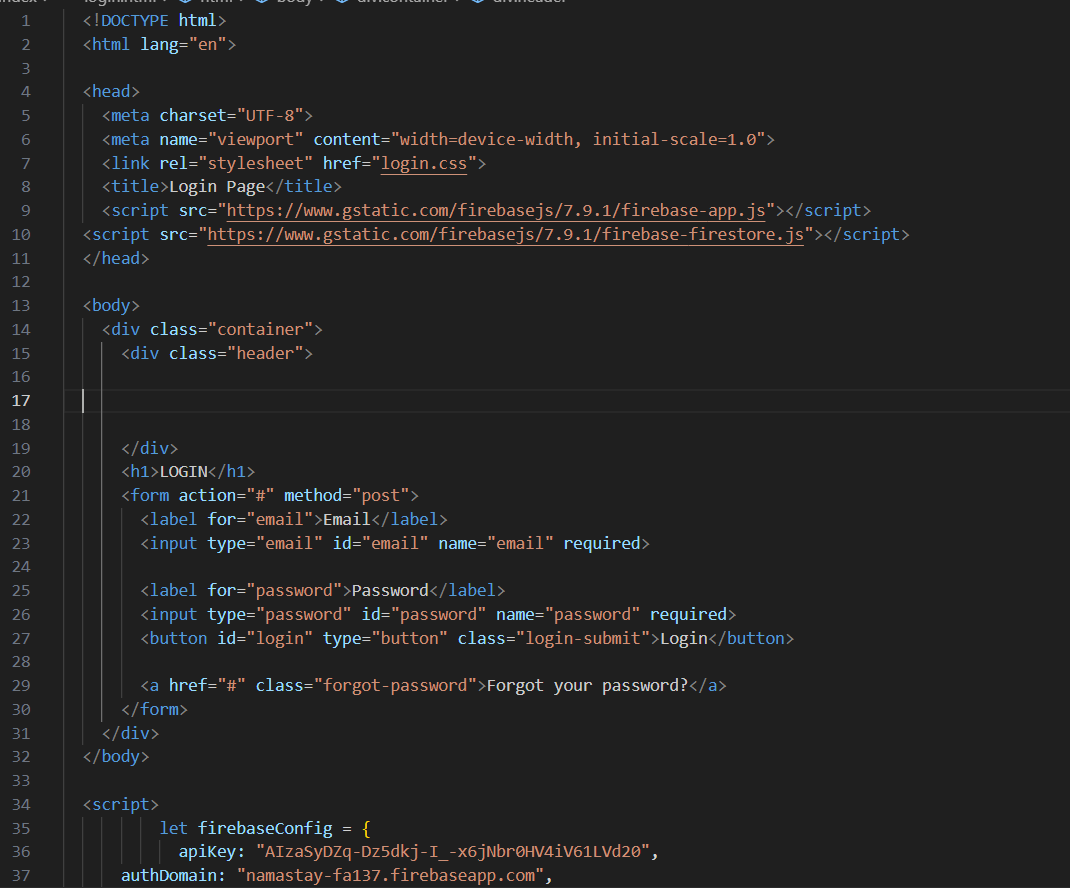 login.html html body div.container div.header
1 <!DOCTYPE html>
2 <html lang="en">
3
4 <head>
5 <meta charset="UTF-8">
6 <meta name="viewport" content="width=device-width, initial-scale=1.0">
7 <link rel="stylesheet" href="login.css">
8 <title>Login Page</title>
9 <script src="https://www.gstatic.com/firebasejs/7.9.1/firebase-app.js"></script>
10 <script src="https://www.gstatic.com/firebasejs/7.9.1/firebase-firestore.js"></script>
11 </head>
12
13 <body>
14 <div class="container">
15 <div class="header">
16
17
18
19 </div>
20 <h1>LOGIN</h1>
21 <form action="#" method="post">
22 <label for="email">Email</label>
23 <input type="email" id="email" name="email" required>
24
25 <label for="password">Password</label>
26 <input type="password" id="password" name="password" required>
27 <button id="login" type="button" class="login-submit">Login</button>
28
29 <a href="#" class="forgot-password">Forgot your password?</a>
30 </form>
31 </div>
32 </body>
33
34 <script>
35 let firebaseConfig = {
36 apiKey: "AIzaSyDZq-Dz5dkj-I_-x6jNbr0HV4iV61LVd20",
37 authDomain: "namastay-fa137.firebaseapp.com",